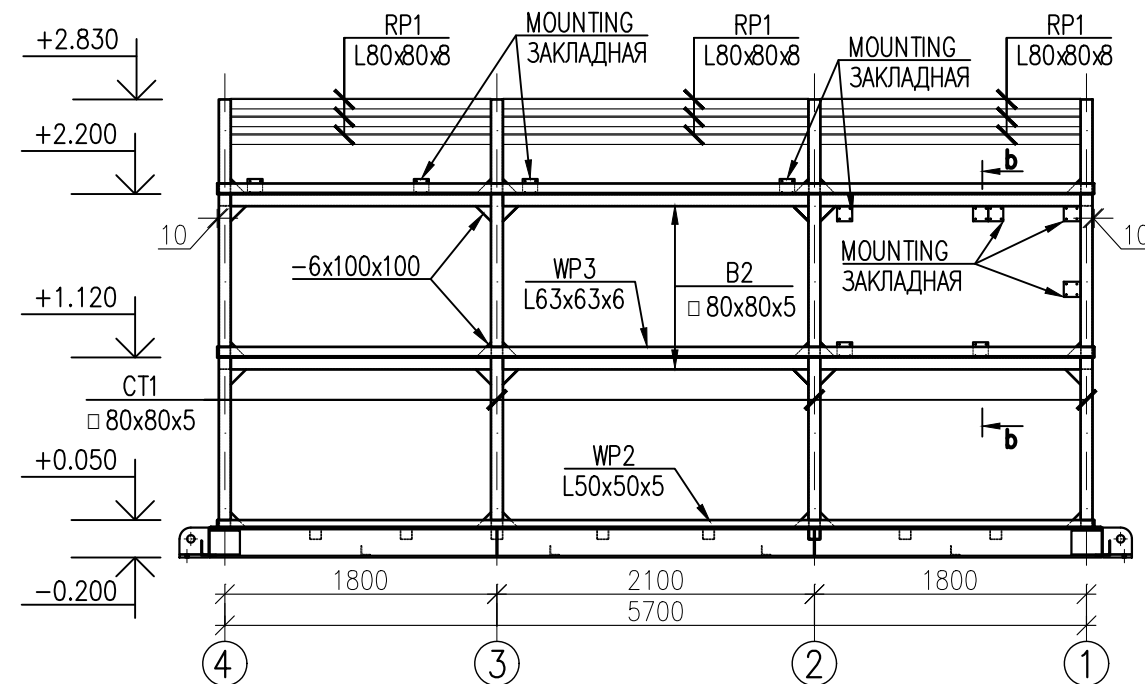 RP1
L80x80x8
MOUNTING
ЗАКЛАДНАЯ
RP1
L80x80x8
MOUNTING
ЗАКЛАДНАЯ
RP1
L80x80x8
+2.830
+2.200
b
10
10
-6x100x100
WP3
L63x63x6
B2
□ 80x80x5
MOUNTING
ЗАКЛАДНАЯ
+1.120
CT1
□ 80x80x5
b
+0.050
WP2
L50x50x5
-0.200
1800
2100
1800
5700
4
3
2
1